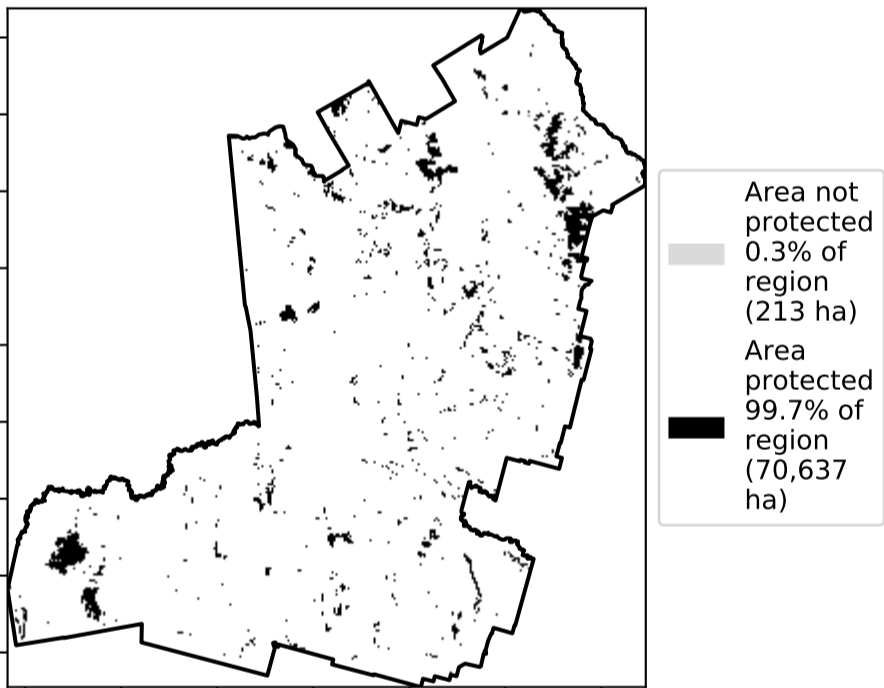 Area not
protected
0.3% of
region
(213 ha)
Area
protected
99.7% of
region
(70,637
ha)